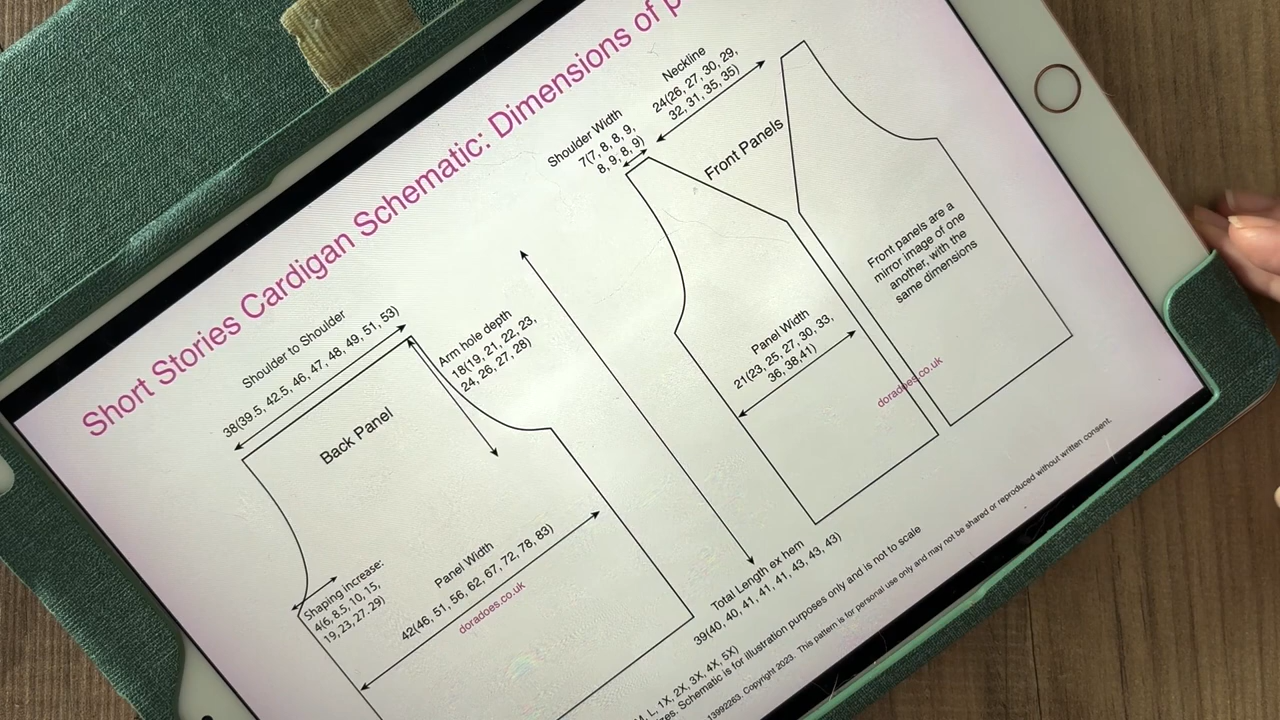 Short Stories Cardigan Schematic: Dimensions of
Shoulder to Shoulder
38(39.5, 42.5, 46, 47, 48, 49, 51, 53)
Back Panel
Arm hole depth
18(19, 21, 22, 23,
24, 26, 27, 28)
Shaping increase:
4(6, 8.5, 10, 15,
19, 23, 27, 29)
Panel Width
42(46, 51, 56, 62, 67, 72, 78, 83)
doradoes.co.uk
Shoulder Width
7(7, 8, 8, 9,
8, 9, 8, 9)
Neckline
24(26, 27, 30, 29,
32, 31, 35, 35)
Front Panels
Panel Width
21(23, 25, 27, 30, 33,
36, 38,41)
Front panels are a
mirror image of one
another, with the
same dimensions
doradoes.co.uk
Total Length ex hem
39(40, 40, 41, 41, 41, 43, 43, 43)
L, 1X, 2X, 3X, 4X, 5X)
Schematic is for illustration purposes only and is not to scale
13992263. Copyright 2023. This pattern is for personal use only and may not be shared or reproduced without written consent.